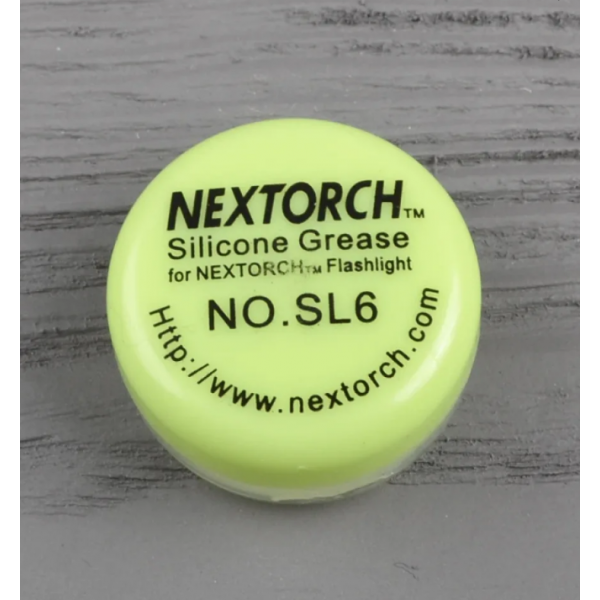 NEXTORCH™
Silicone Grease
for NEXTORCH™ Flashlight
NO.SL6
Http://www.nextorch.com